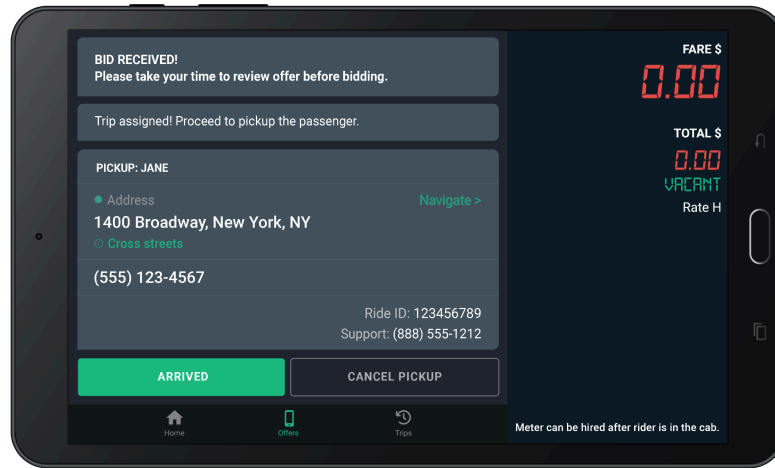 BID RECEIVED!
Please take your time to review offer before bidding.
Trip assigned! Proceed to pickup the passenger.
PICKUP: JANE
Address
Navigate >
1400 Broadway, New York, NY
Cross streets
(555) 123-4567
Ride ID: 123456789
Support: (888) 555-1212
ARRIVED
CANCEL PICKUP
Home
Offers
Trips
FARE $
0.00
TOTAL $
0.00
VACANT
Rate H
Meter can be hired after rider is in the cab.